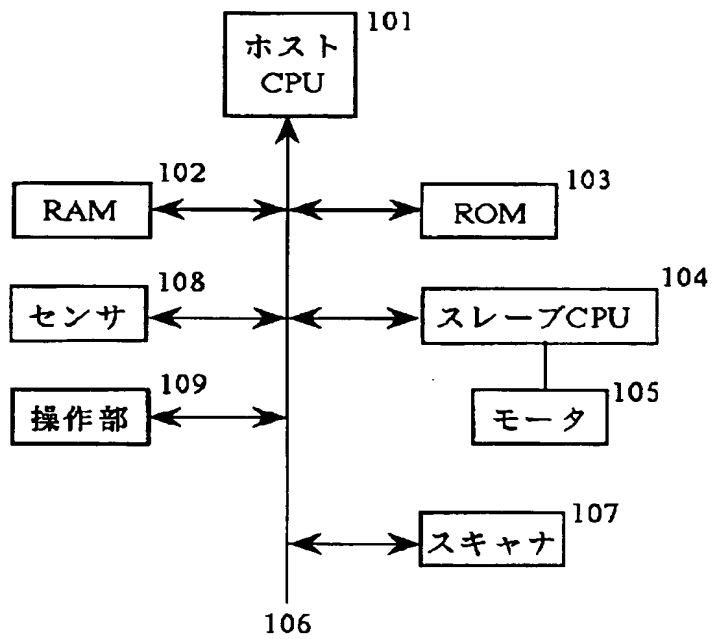 101
ホスト
CPU
102
RAM
103
ROM
108
センサ
104
スレーブCPU
109
操作部
105
モータ
107
スキャナ
106